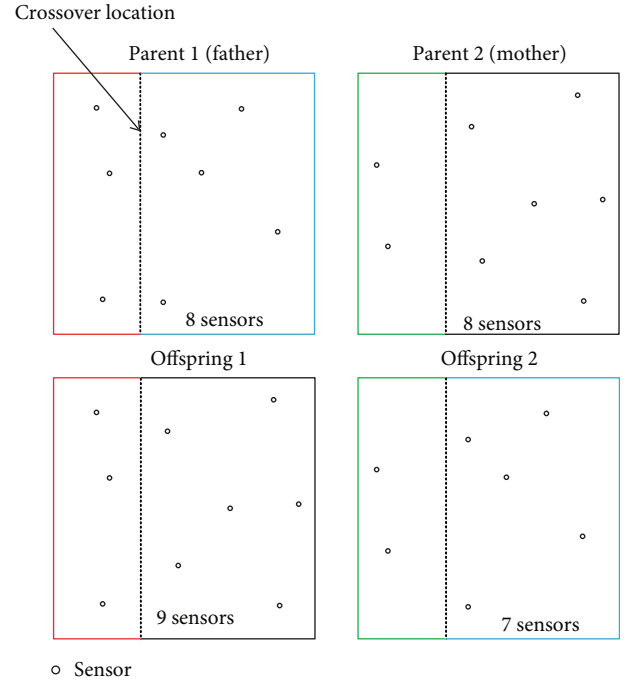 Crossover location
Parent 1 (father)
Parent 2 (mother)
8 sensors
8 sensors
Offspring 1
Offspring 2
9 sensors
7 sensors
Sensor